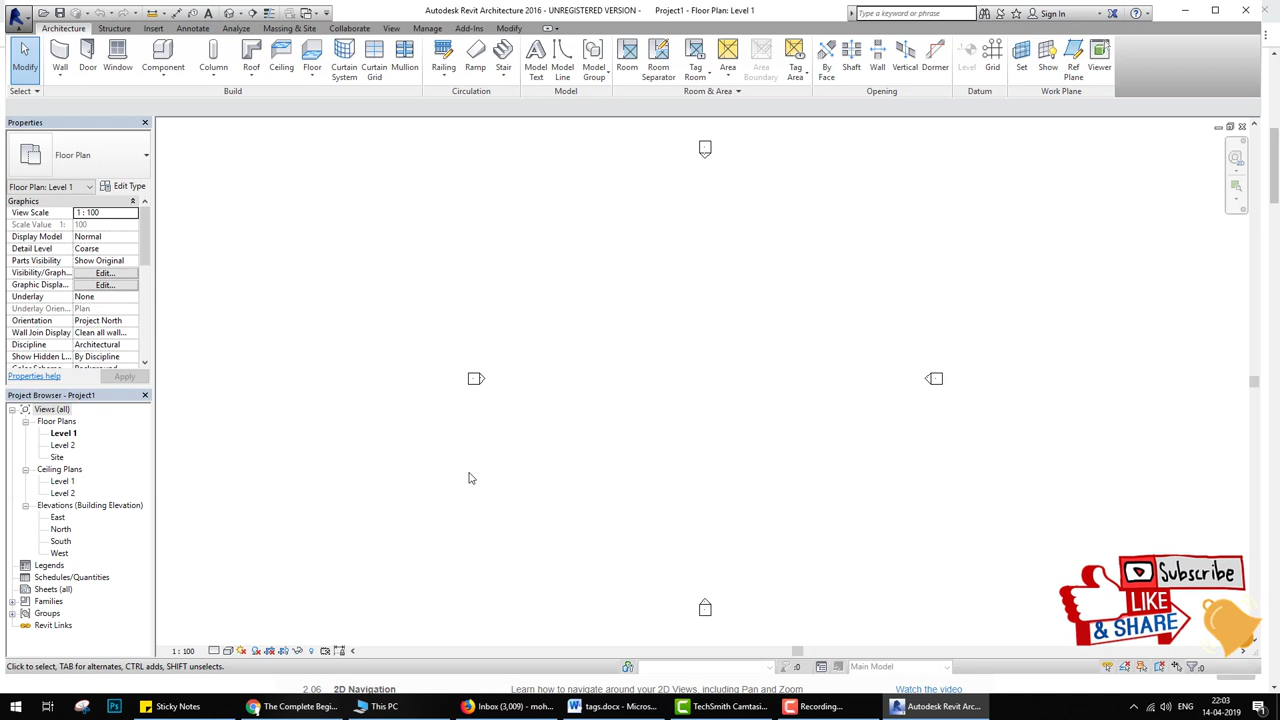 Autodesk Revit Architecture 2016 - UNREGISTERED VERSION - Project1 - Floor Plan: Level 1
Type a keyword or phrase
Sign In
Architecture Structure Insert Annotate Analyze Massing & Site Collaborate View Manage Add-Ins Modify
Modify Wall Door Window Component Column Roof Ceiling Floor Curtain System Curtain Grid Mullion Railing Ramp Stair Model Text Model Line Model Group Room Room Separator Tag Room Area Area Boundary Tag Area By Face Shaft Wall Vertical Dormer Level Grid Set Show Ref Plane Viewer
Select Build Circulation Model Room & Area Opening Datum Work Plane
Properties
Floor Plan
Floor Plan: Level 1 Edit Type
Graphics
View Scale 1 : 100
Scale Value 1: 100
Display Model Normal
Detail Level Coarse
Parts Visibility Show Original
Visibility/Graph... Edit...
Graphic Displa... Edit...
Underlay None
Underlay Orien... Plan
Orientation Project North
Wall Join Display Clean all wall...
Discipline Architectural
Show Hidden L... By Discipline
Properties help Apply
Project Browser - Project1
Views (all)
Floor Plans
Level 1
Level 2
Site
Ceiling Plans
Level 1
Level 2
Elevations (Building Elevation)
East
North
South
West
Legends
Schedules/Quantities
Sheets (all)
Families
Groups
Revit Links
Subscribe
LIKE
& SHARE
1 : 100
Click to select, TAB for alternates, CTRL adds, SHIFT unselects.
:0 Main Model :0
2.06 2D Navigation Learn how to navigate around your 2D Views, including Pan and Zoom Watch the video
Sticky Notes The Complete Begi... This PC Inbox (3,009) - moh... tags.docx - Micros... TechSmith Camtasi... Recording... Autodesk Revit Arc...
22:03
14-04-2019